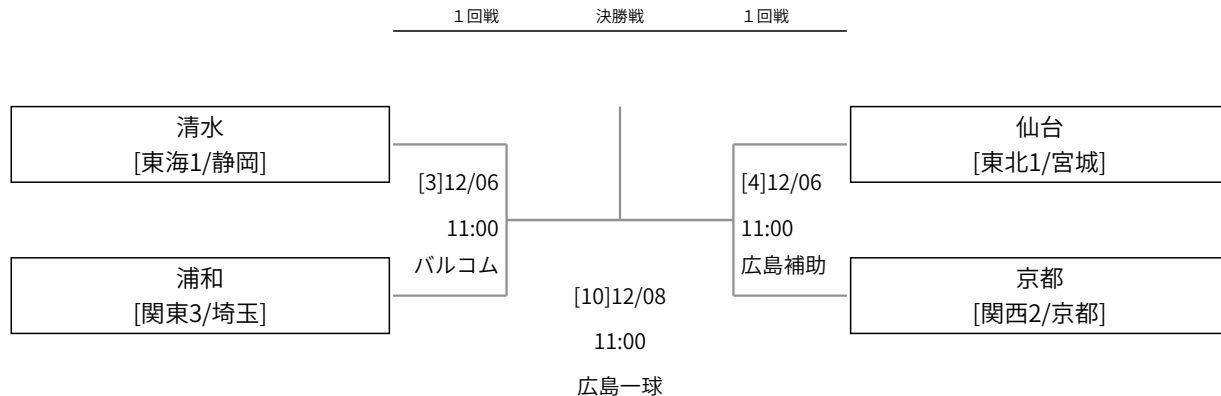 １回戦 決勝戦 １回戦
清水
[東海1/静岡]
仙台
[東北1/宮城]
[3]12/06
11:00
バルコム
[4]12/06
11:00
広島補助
浦和
[関東3/埼玉]
京都
[関西2/京都]
[10]12/08
11:00
広島一球